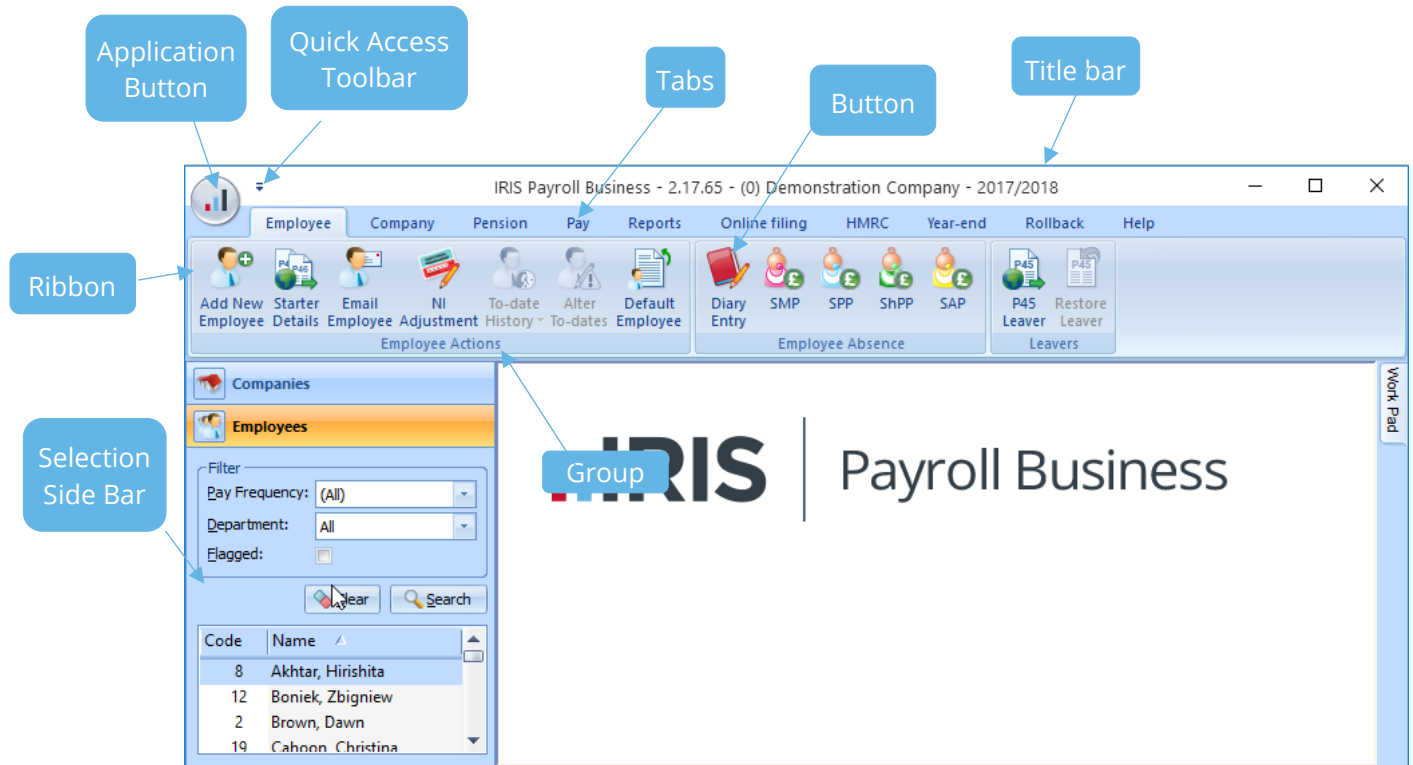 Application
Button
Quick Access
Toolbar
Tabs
Button
Title bar
IRIS Payroll Business - 2.17.65 - (0) Demonstration Company - 2017/2018
Employee Company Pension Pay Reports Online filing HMRC Year-end Rollback Help
Ribbon
P45
P45
Add New Starter Email NI To-date Alter Default Diary SMP SPP ShPP SAP P45 Restore
Employee Details Employee Adjustment History To-dates Employee Entry Leaver Leaver
Employee Actions Employee Absence Leavers
Companies
Work Pad
Employees
Selection
Side Bar
Filter
Pay Frequency: (All)
Department: All
Flagged:
Group
IRIS Payroll Business
Clear Search
Code Name
8 Akhtar, Hirishita
12 Boniek, Zbigniew
2 Brown, Dawn
19 Cahoon, Christina